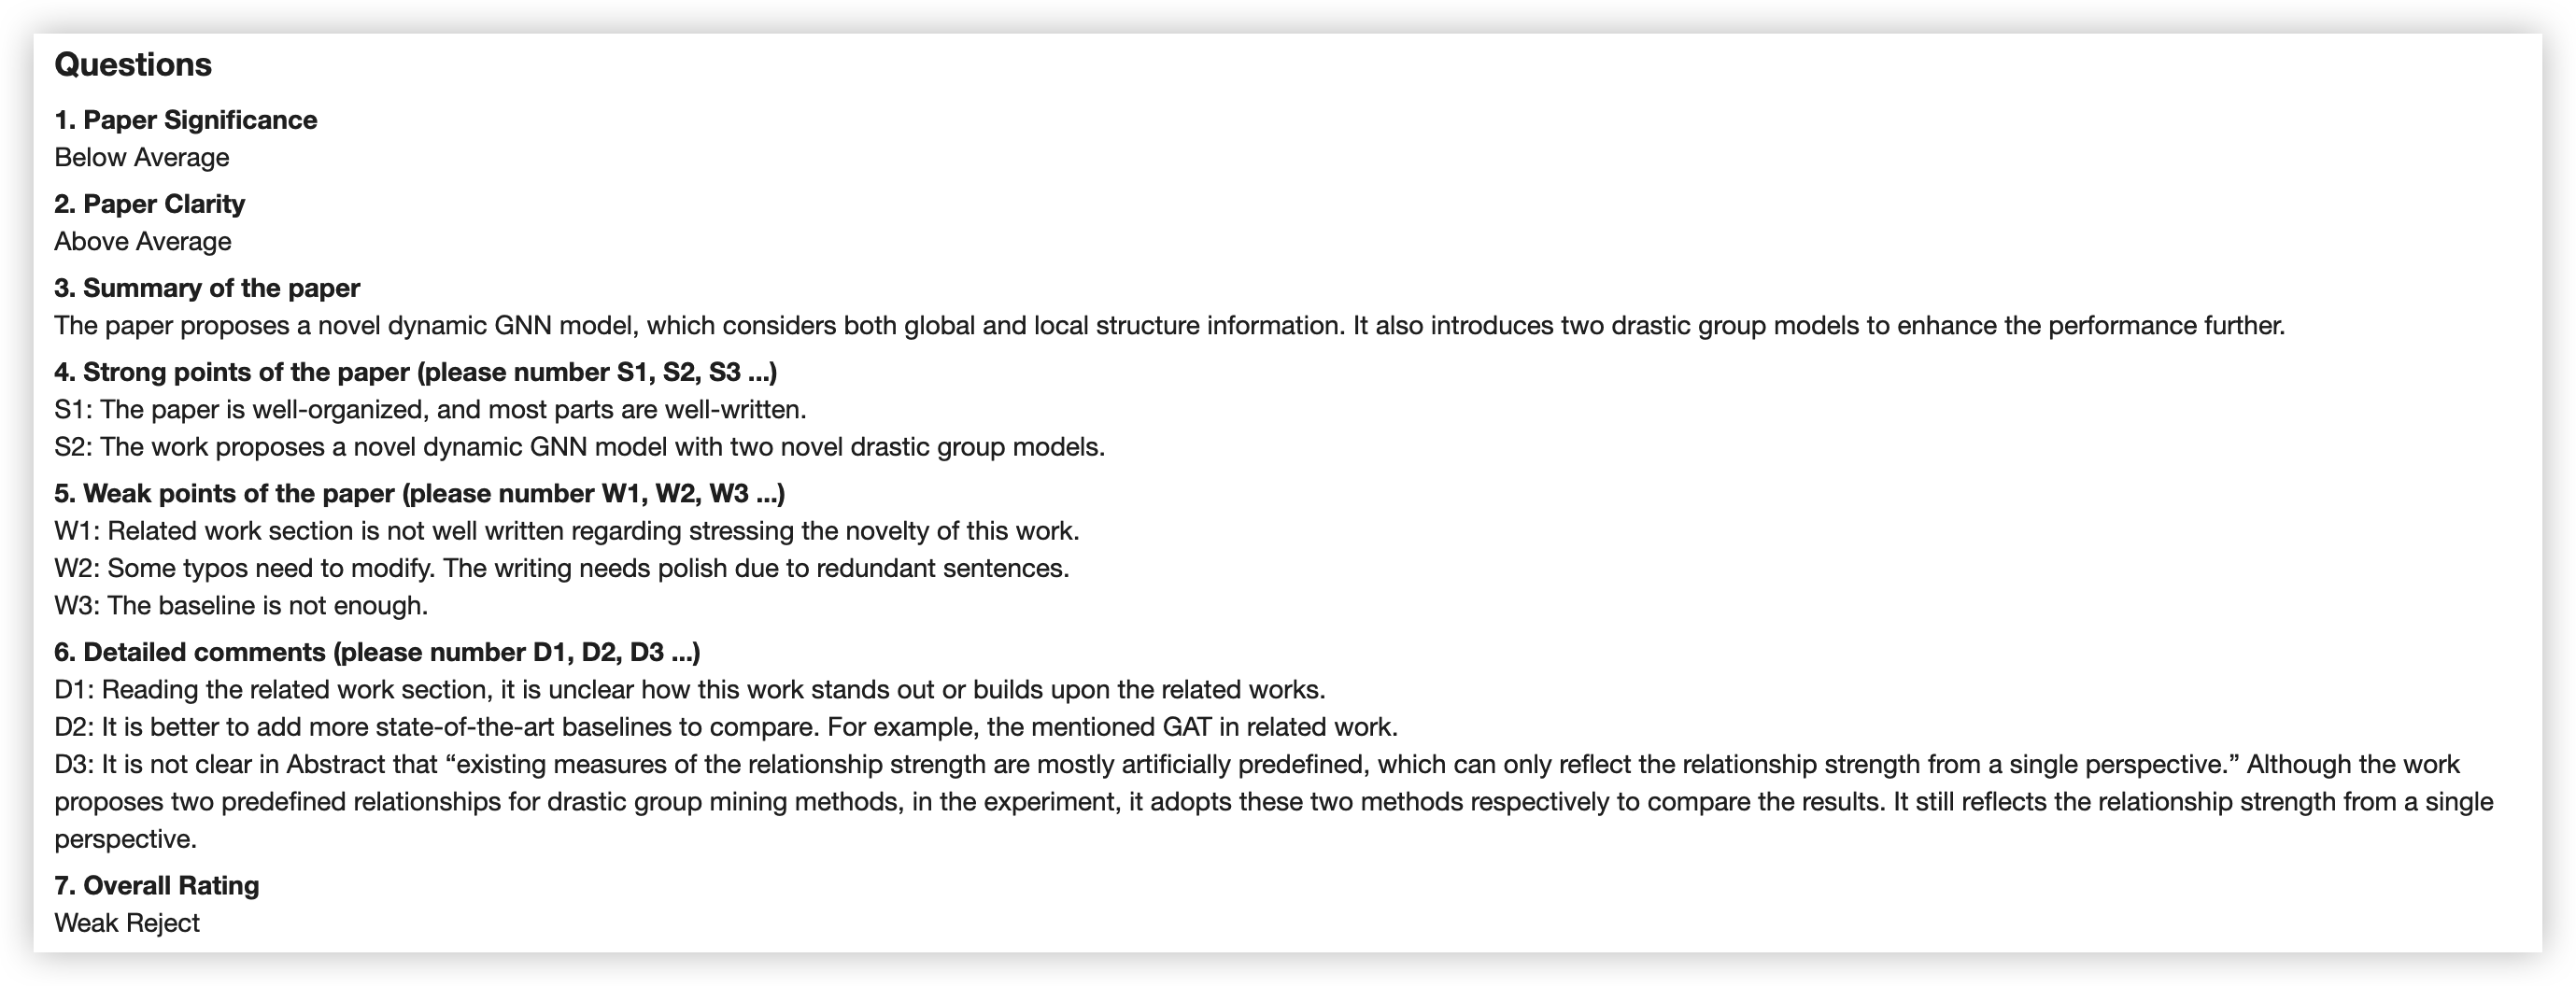 Questions
1. Paper Significance
Below Average
2. Paper Clarity
Above Average
3. Summary of the paper
The paper proposes a novel dynamic GNN model, which considers both global and local structure information. It also introduces two drastic group models to enhance the performance further.
4. Strong points of the paper (please number S1, S2, S3 ...)
S1: The paper is well-organized, and most parts are well-written.
S2: The work proposes a novel dynamic GNN model with two novel drastic group models.
5. Weak points of the paper (please number W1, W2, W3 ...)
W1: Related work section is not well written regarding stressing the novelty of this work.
W2: Some typos need to modify. The writing needs polish due to redundant sentences.
W3: The baseline is not enough.
6. Detailed comments (please number D1, D2, D3 ...)
D1: Reading the related work section, it is unclear how this work stands out or builds upon the related works.
D2: It is better to add more state-of-the-art baselines to compare. For example, the mentioned GAT in related work.
D3: It is not clear in Abstract that “existing measures of the relationship strength are mostly artificially predefined, which can only reflect the relationship strength from a single perspective.” Although the work
proposes two predefined relationships for drastic group mining methods, in the experiment, it adopts these two methods respectively to compare the results. It still reflects the relationship strength from a single
perspective.
7. Overall Rating
Weak Reject